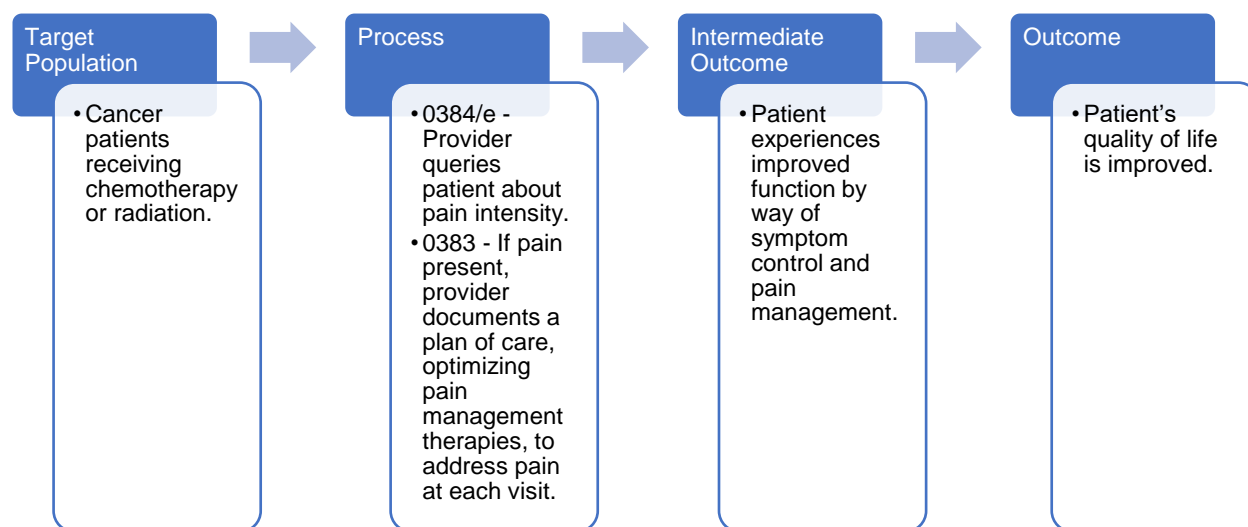 Target
Population
• Cancer
patients
receiving
chemotherapy
or radiation.
Process
• 0384/e -
Provider
queries
patient about
pain intensity.
• 0383 - If pain
present,
provider
documents a
plan of care,
optimizing
pain
management
therapies, to
address pain
at each visit.
Intermediate
Outcome
• Patient
experiences
improved
function by
way of
symptom
control and
pain
management.
Outcome
• Patient’s
quality of life
is improved.